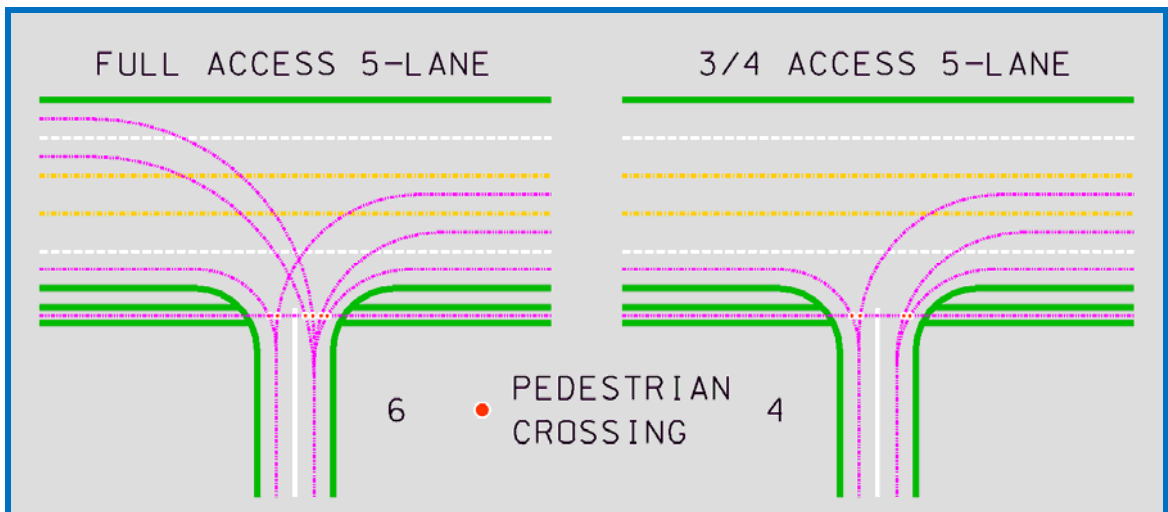 FULL ACCESS 5-LANE
3/4 ACCESS 5-LANE
6
PEDESTRIAN
CROSSING
4